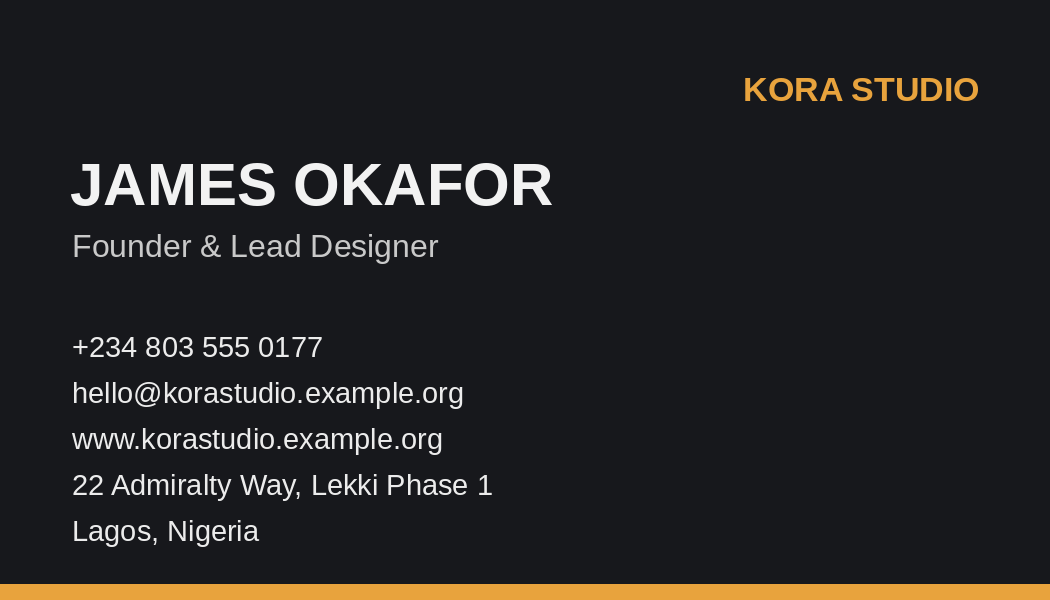 KORA STUDIO
JAMES OKAFOR
Founder & Lead Designer
+234 803 555 0177
hello@korastudio.example.org
www.korastudio.example.org
22 Admiralty Way, Lekki Phase 1
Lagos, Nigeria